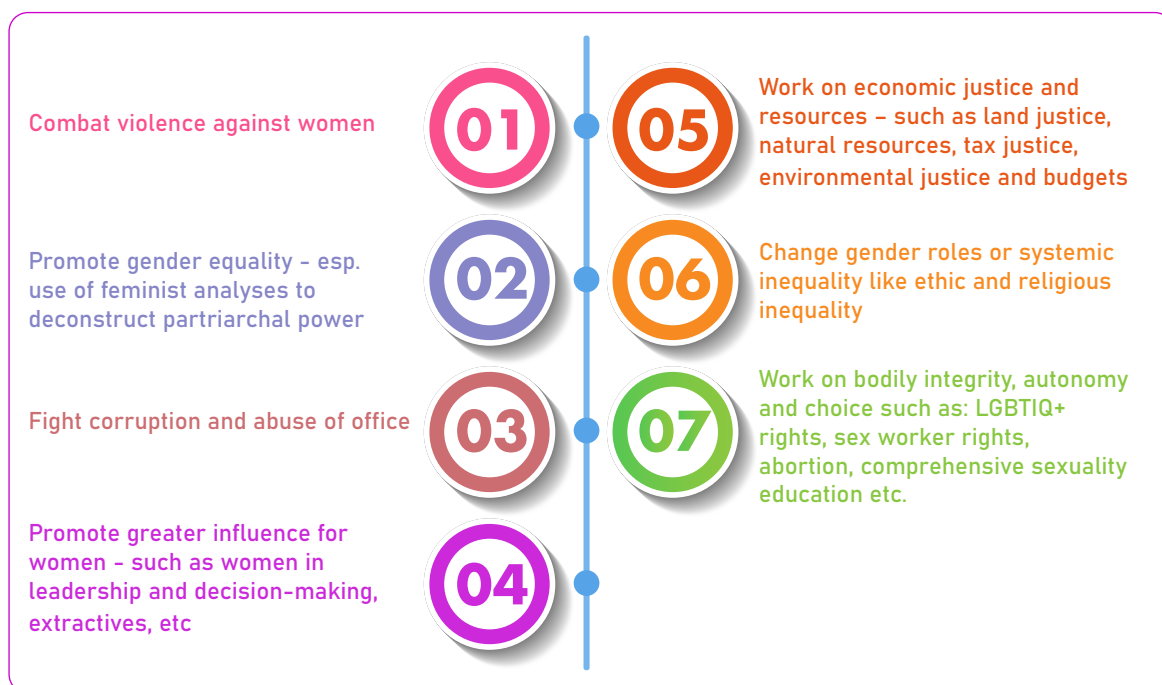 01
Combat violence against women
02
Promote gender equality - esp.
use of feminist analyses to
deconstruct partriarchal power
03
Fight corruption and abuse of office
04
Promote greater influence for
women - such as women in
leadership and decision-making,
extractives, etc
05
Work on economic justice and
resources – such as land justice,
natural resources, tax justice,
environmental justice and budgets
06
Change gender roles or systemic
inequality like ethic and religious
inequality
07
Work on bodily integrity, autonomy
and choice such as: LGBTIQ+
rights, sex worker rights,
abortion, comprehensive sexuality
education etc.